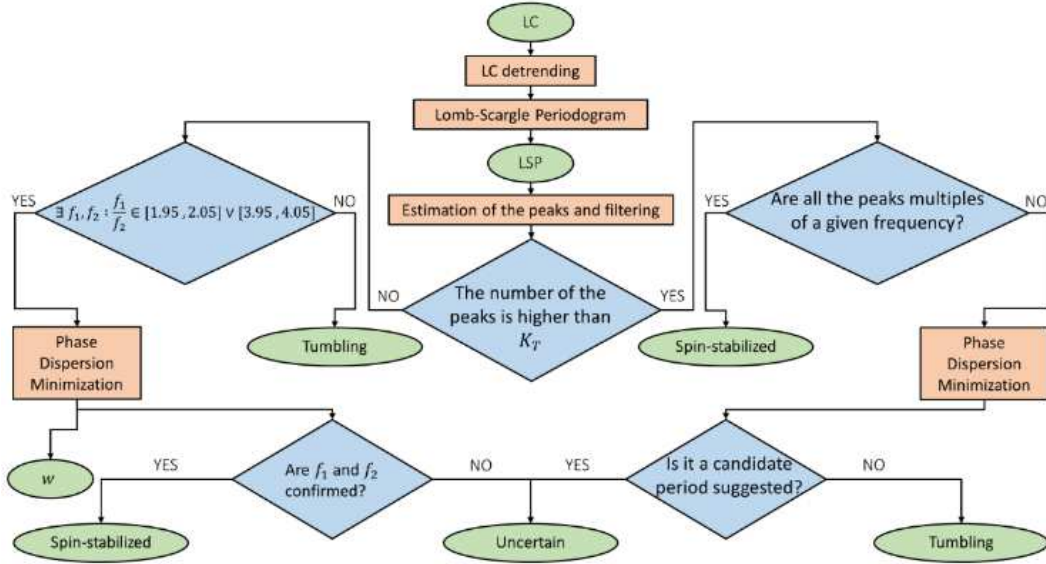 LC
LC detrending
Lomb-Scargle Periodogram
LSP
Estimation of the peaks and filtering
The number of the
peaks is higher than
K_T
NO
YES
∃ f₁, f₂ : f₁/f₂ ∈ [1.95 , 2.05] ∨ [3.95 , 4.05]
YES
NO
Are all the peaks multiples
of a given frequency?
YES
NO
Phase
Dispersion
Minimization
Tumbling
Spin-stabilized
Phase
Dispersion
Minimization
w
Are f₁ and f₂
confirmed?
YES
NO
Is it a candidate
period suggested?
YES
NO
Spin-stabilized
Uncertain
Tumbling